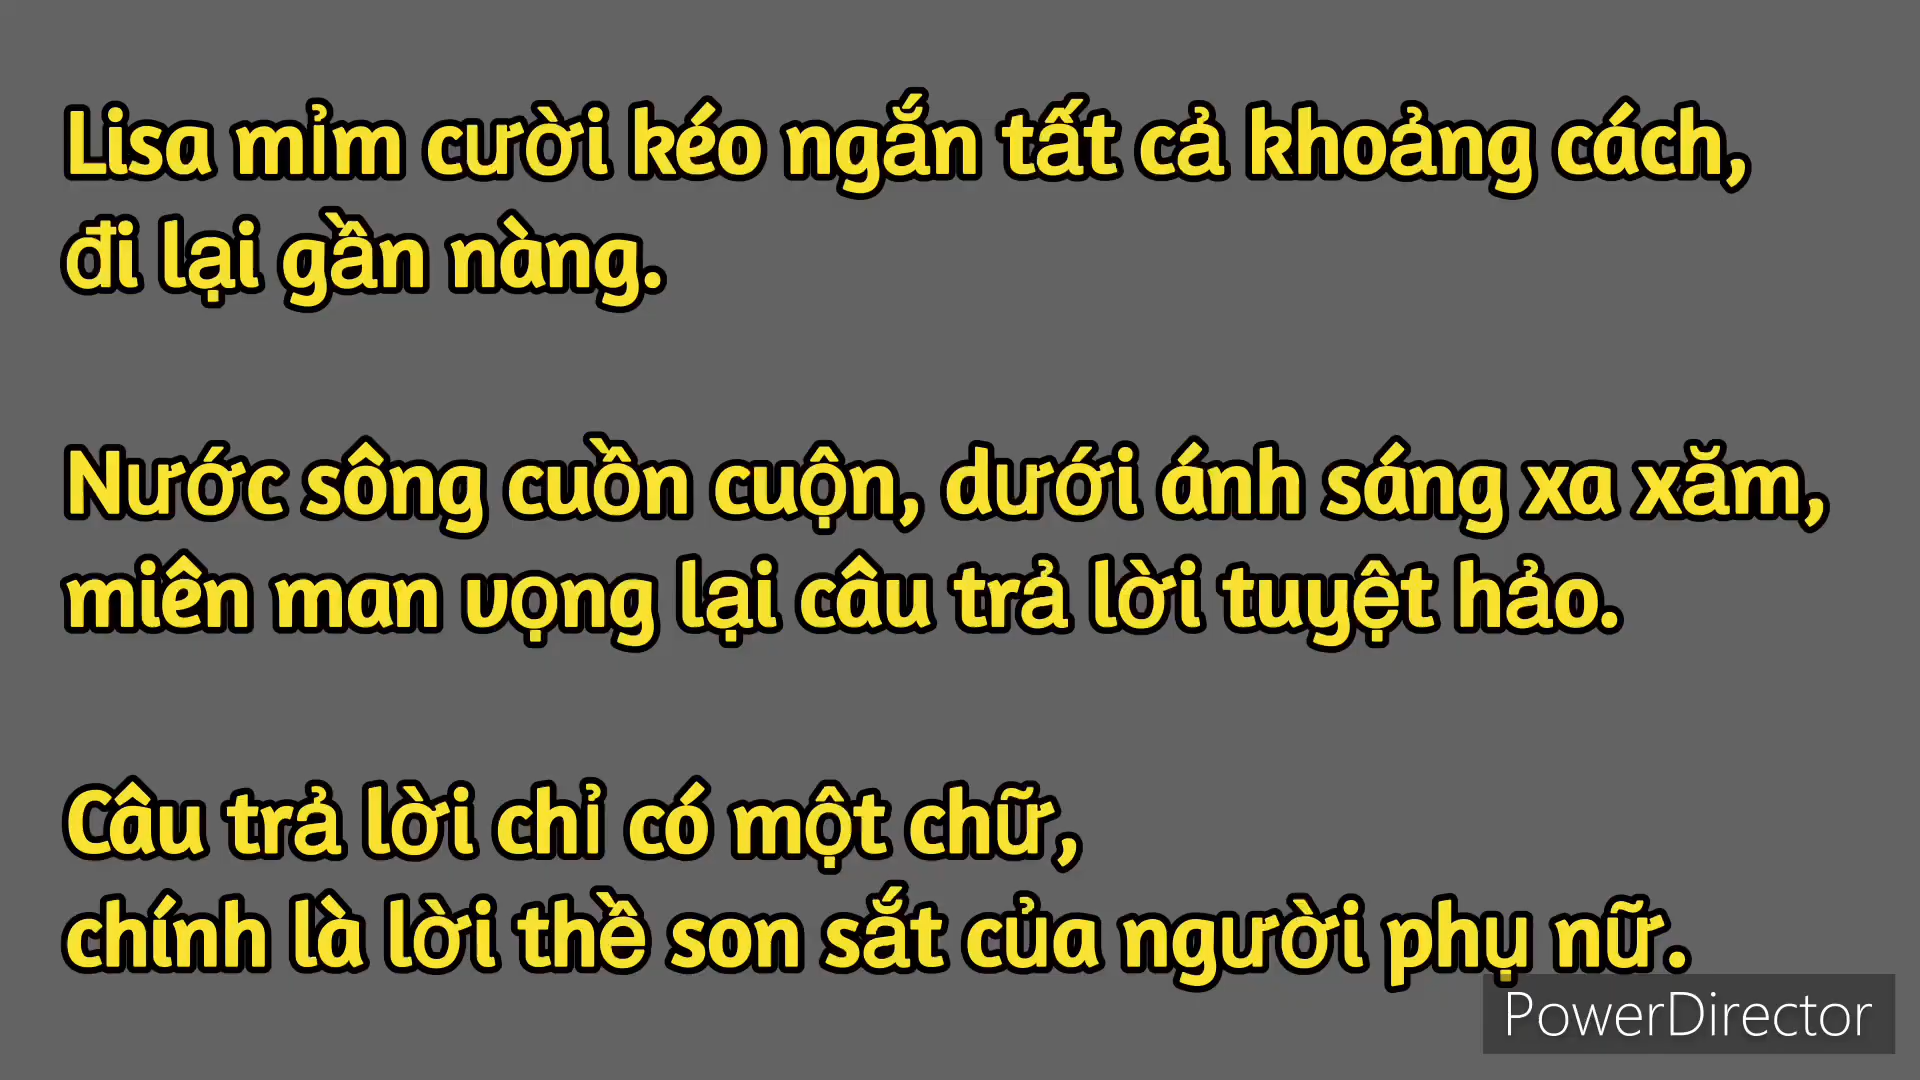 Lisa mỉm cười kéo ngắn tất cả khoảng cách,
đi lại gần nàng.
Nước sông cuồn cuộn, dưới ánh sáng xa xăm,
miên man vọng lại câu trả lời tuyệt hảo.
Câu trả lời chỉ có một chữ,
chính là lời thề son sắt của người phụ nữ.
PowerDirector